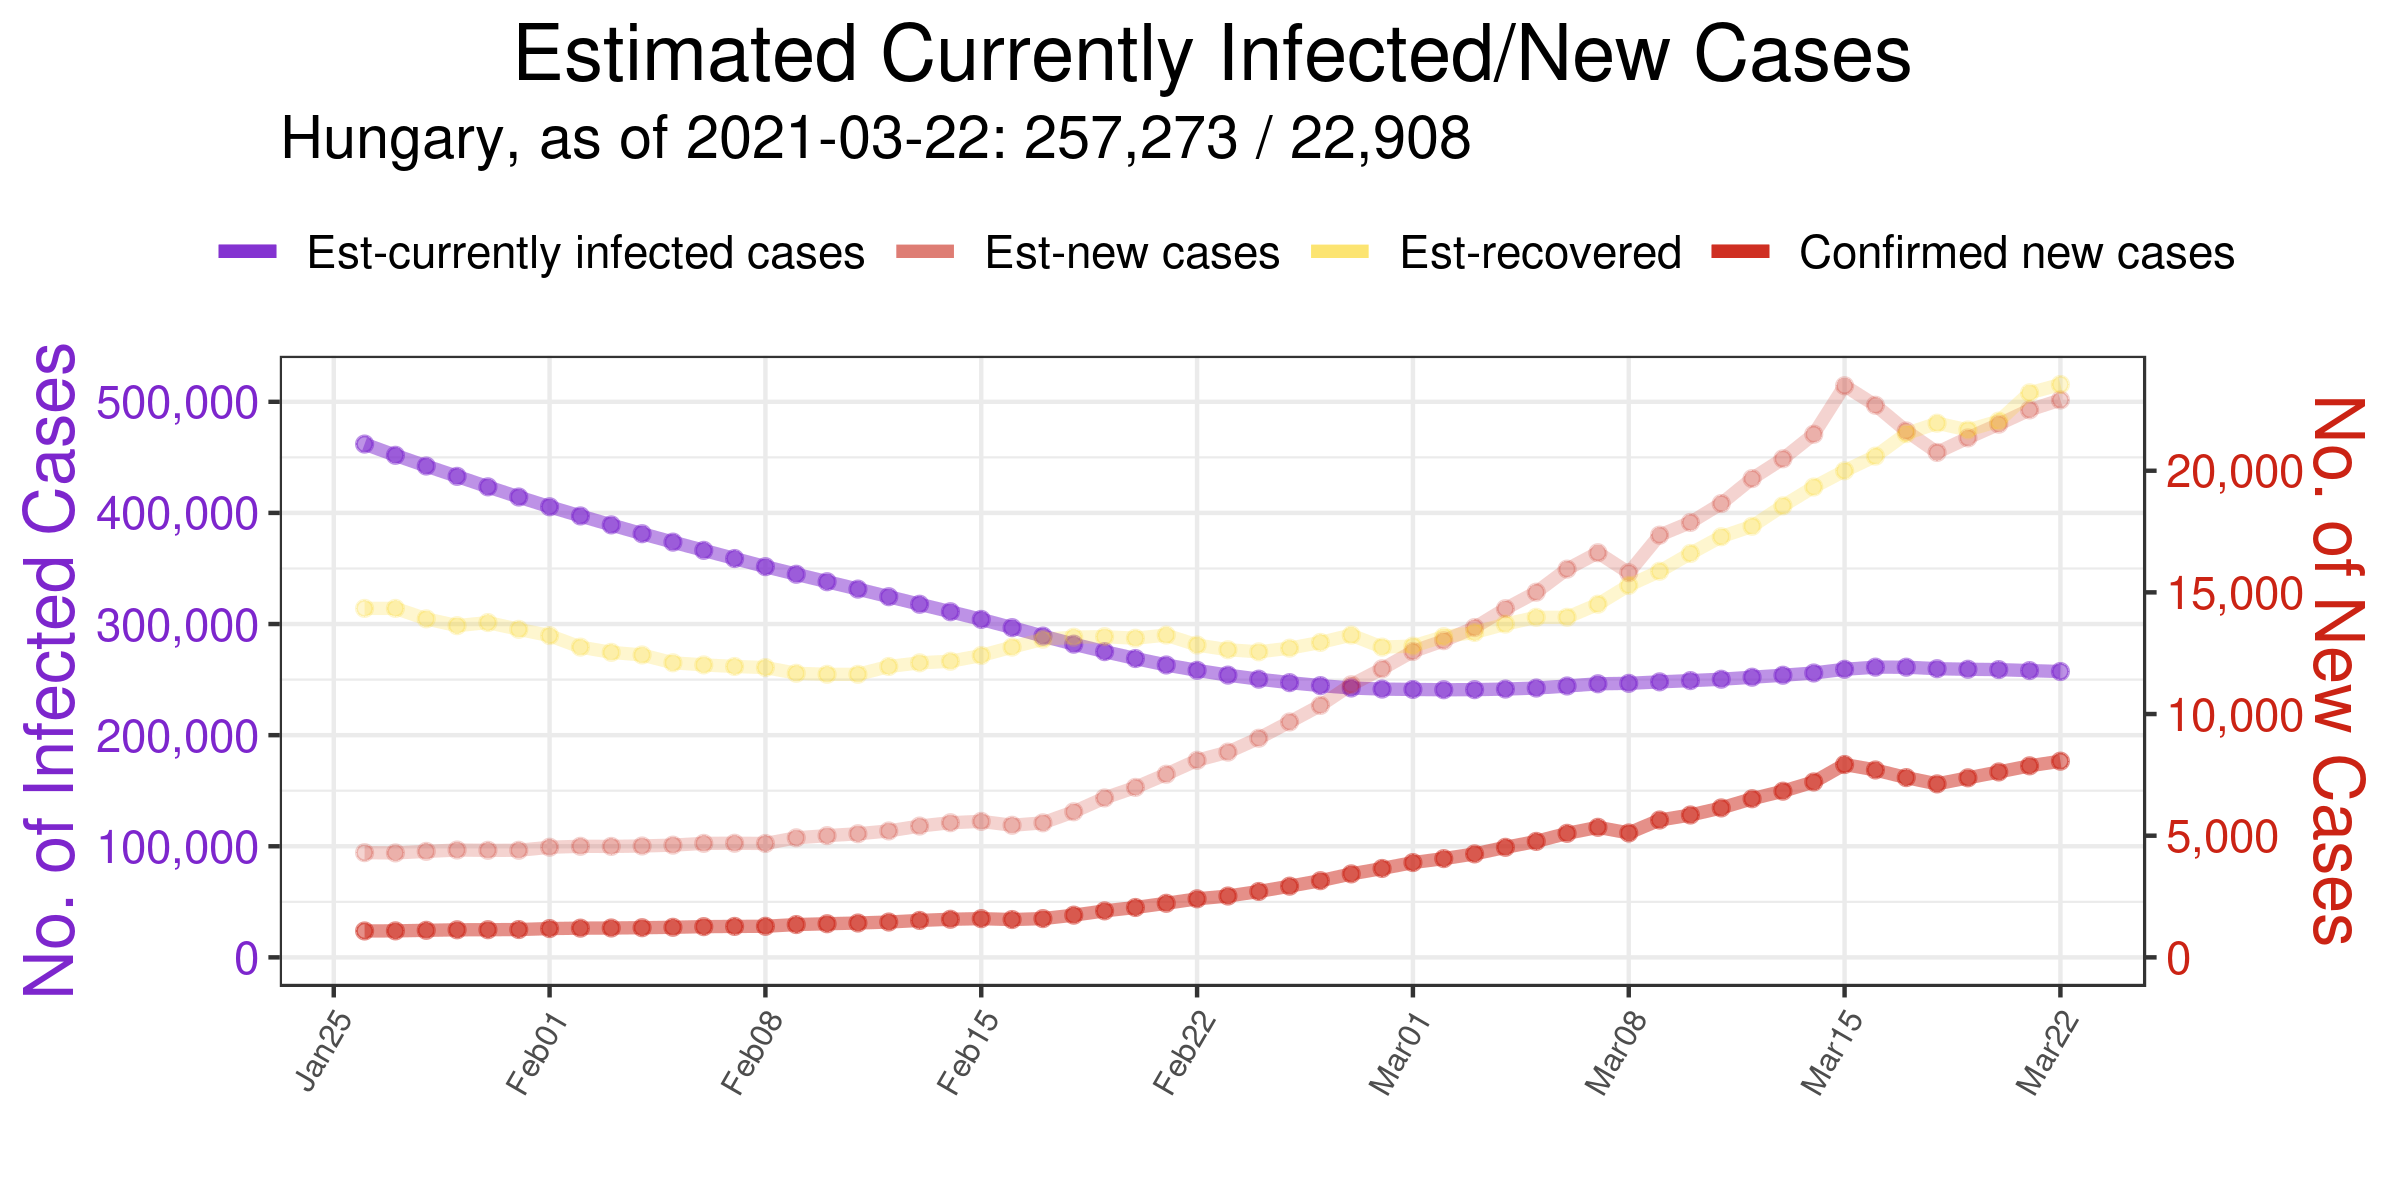 Estimated Currently Infected/New Cases
Hungary, as of 2021-03-22: 257,273 / 22,908
Est-currently infected cases
Est-new cases
Est-recovered
Confirmed new cases
No. of Infected Cases
500,000
400,000
300,000
200,000
100,000
0
20,000
15,000
10,000
5,000
0
No. of New Cases
Jan25
Feb01
Feb08
Feb15
Feb22
Mar01
Mar08
Mar15
Mar22